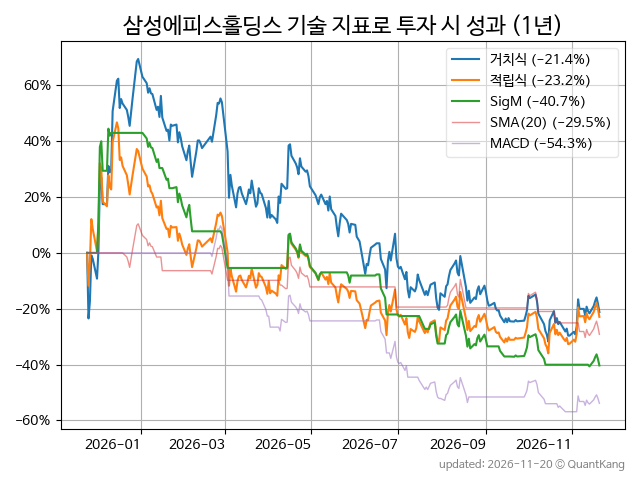 삼성에피스홀딩스 기술 지표로 투자 시 성과 (1년)
거치식 (−21.4%)
적립식 (−23.2%)
SigM (−40.7%)
SMA(20) (−29.5%)
MACD (−54.3%)
60%
40%
20%
0%
−20%
−40%
−60%
2026-01
2026-03
2026-05
2026-07
2026-09
2026-11
updated: 2026-11-20 © QuantKang